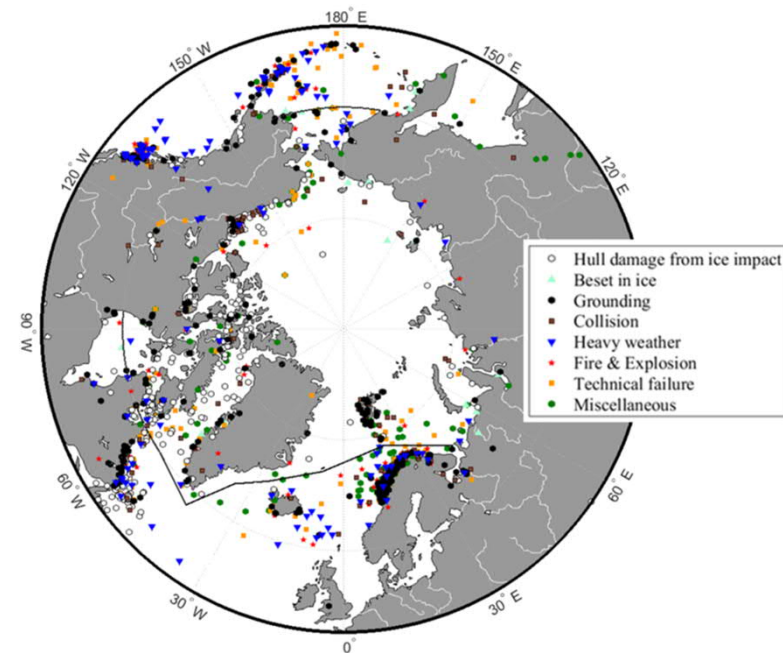 180° E
150° W
150° E
120° W
120° E
90° W
60° W
60° E
30° W
30° E
0°
Hull damage from ice impact
Beset in ice
Grounding
Collision
Heavy weather
Fire & Explosion
Technical failure
Miscellaneous